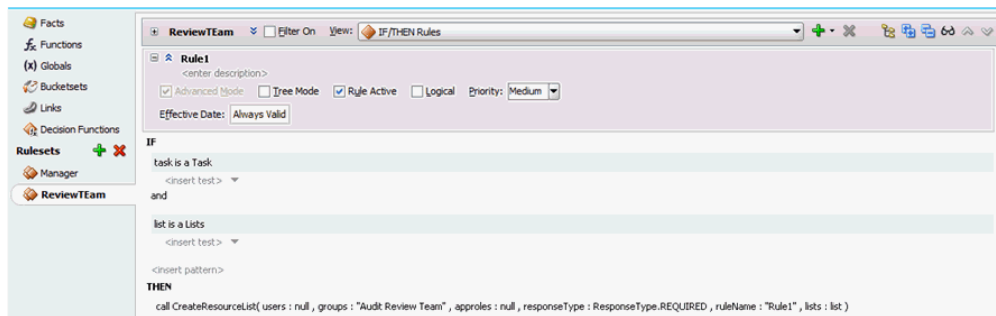 Facts
Functions
(x) Globals
Bucketsets
Links
Decision Functions
Rulesets
Manager
ReviewTEam
ReviewTEam Filter On View: IF/THEN Rules
Rule1
<enter description>
Advanced Mode Tree Mode Rule Active Logical Priority: Medium
Effective Date: Always Valid
IF
task is a Task
<insert test>
and
list is a Lists
<insert test>
<insert pattern>
THEN
call CreateResourceList( users : null , groups : "Audit Review Team" , approles : null , responseType : ResponseType.REQUIRED , ruleName : "Rule1" , lists : list )